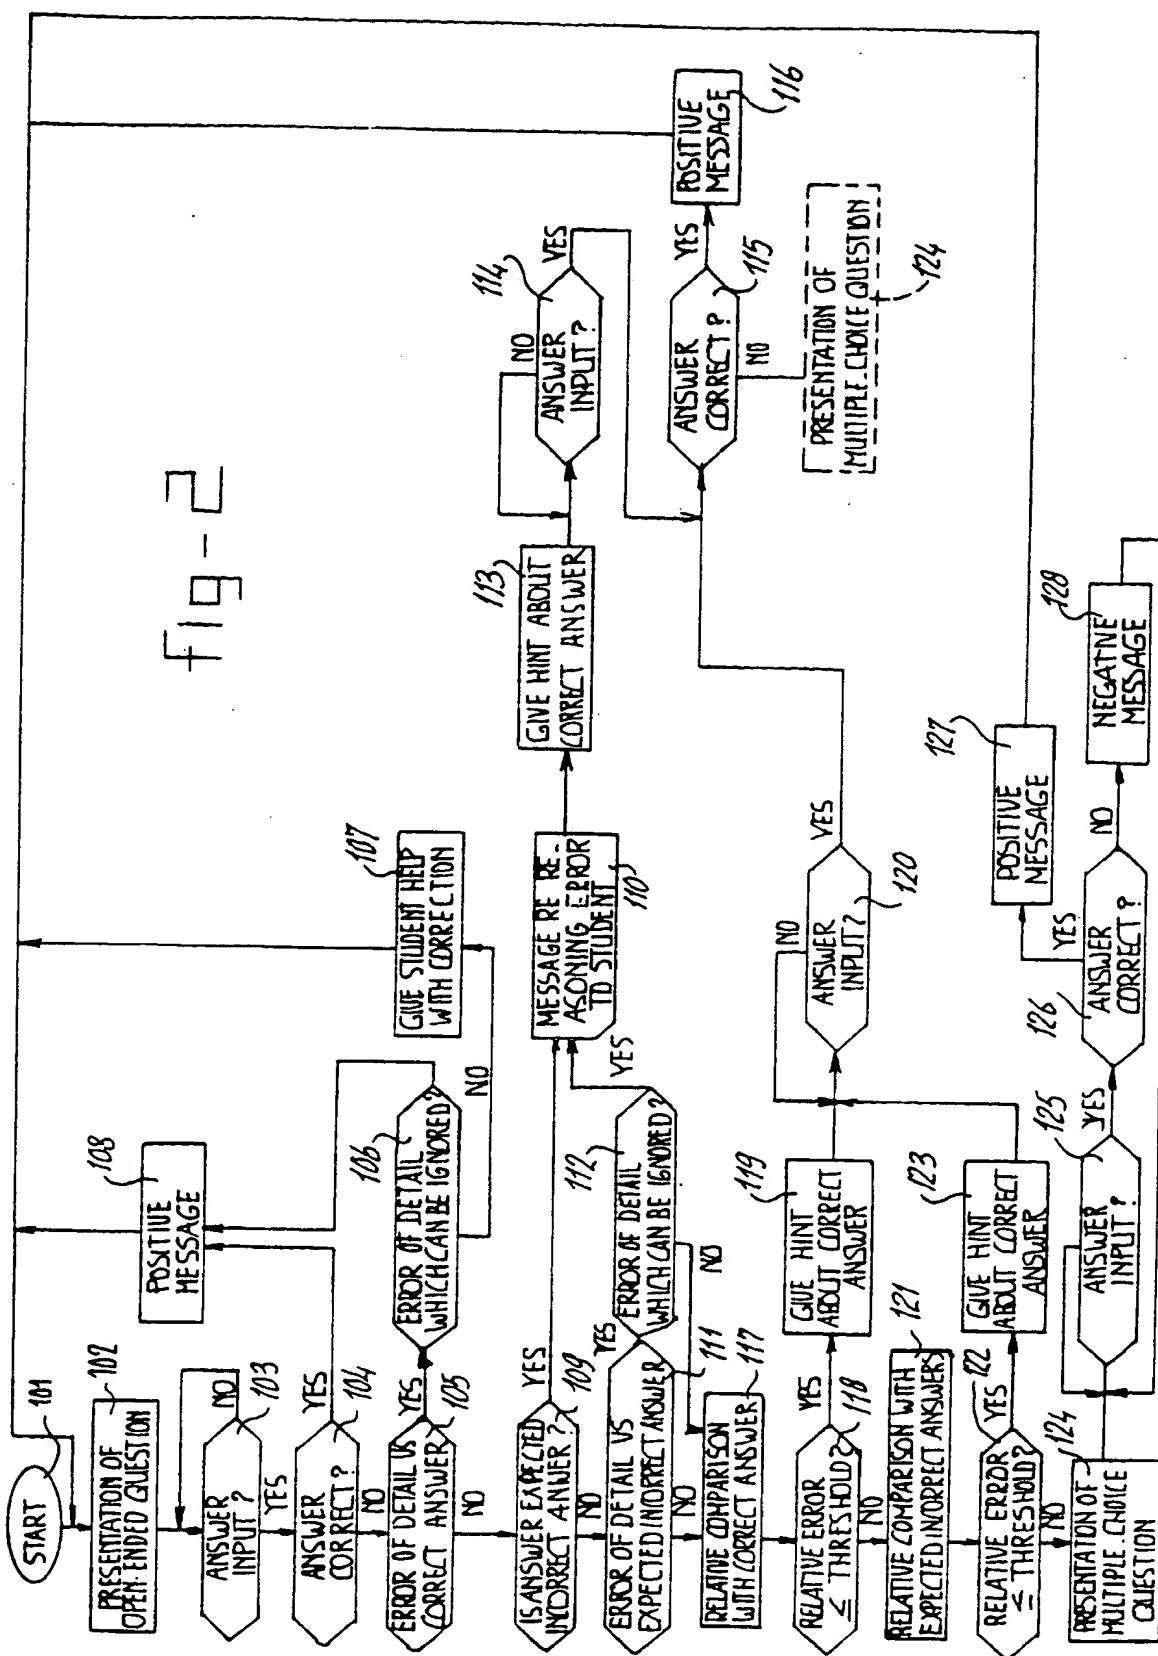 fig-2
START
101
102
PRESENTATION OF
OPEN-ENDED QUESTION
ANSWER
INPUT?
NO
103
YES
ANSWER
CORRECT?
YES
104
NO
POSITIVE
MESSAGE
108
ERROR OF DETAIL VS
CORRECT ANSWER
YES
105
NO
ERROR OF DETAIL
WHICH CAN BE IGNORED?
106
NO
GIVE STUDENT HELP
WITH CORRECTION
107
IS ANSWER EXPECTED
INCORRECT ANWER?
YES
109
NO
MESSAGE RE RE-
ASONING ERROR
TO STUDENT
110
GIVE HINT ABOUT
CORRECT ANSWER
113
ANSWER
INPUT?
NO
114
YES
ERROR OF DETAIL VS
EXPECTED INORRECT ANSWER
YES
111
NO
ERROR OF DETAIL
WHICH CAN BE IGNORED?
112
YES
NO
ANSWER
CORRECT?
YES
115
NO
POSITIVE
MESSAGE
116
PRESENTATION OF
MULTIPLE-CHOICE QUESTION
124
RELATIVE COMPARISON
WITH CORRECT ANSWER
117
RELATIVE ERROR
≤ THRESHOLD?
YES
118
NO
GIVE HINT
ABOUT CORRECT
ANSWER
119
ANSWER
INPUT?
NO
YES
120
RELATIVE COMPARISON WITH
EXPECTED INORRECT ANSWERS
121
RELATIVE ERROR
≤ THRESHOLD?
122
YES
NO
GIVE HINT
ABOUT CORRECT
ANSWER
123
PRESENTATION OF
MULTIPLE-CHOICE
QUESTION
124
ANSWER
INPUT?
125
YES
ANSWER
CORRECT?
126
YES
NO
POSITIVE
MESSAGE
127
NEGATIVE
MESSAGE
128